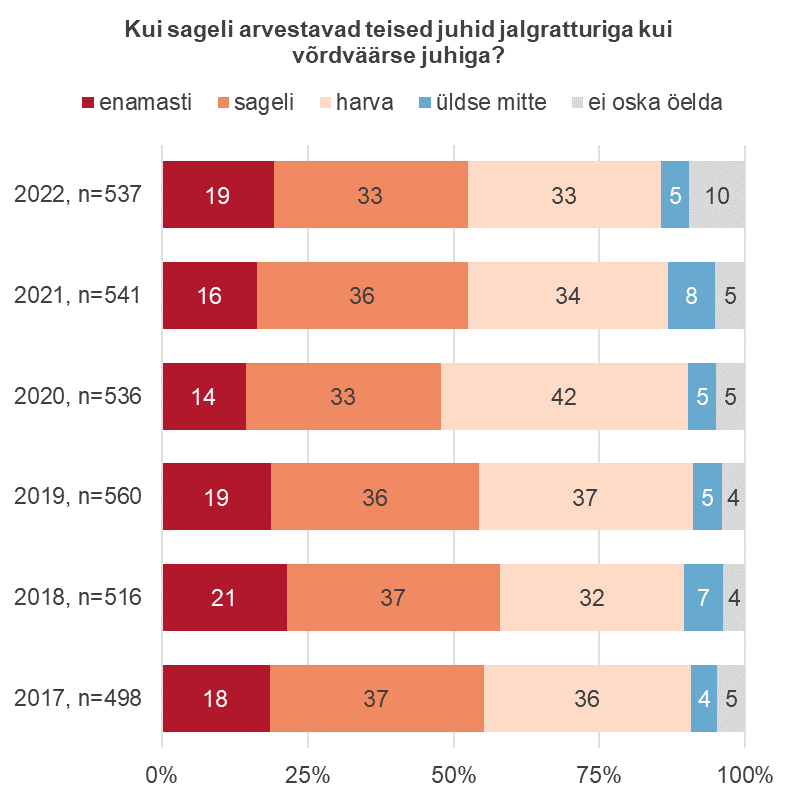 Kui sageli arvestavad teised juhid jalgratturiga kui
võrdväärse juhiga?
enamasti sageli harva üldse mitte ei oska öelda
2022, n=537 19 33 33 5 10
2021, n=541 16 36 34 8 5
2020, n=536 14 33 42 5 5
2019, n=560 19 36 37 5 4
2018, n=516 21 37 32 7 4
2017, n=498 18 37 36 4 5
0% 25% 50% 75% 100%